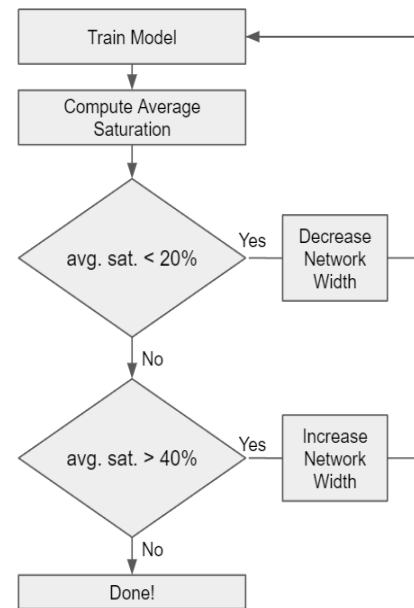 Train Model
Compute Average
Saturation
avg. sat. < 20%
Yes
Decrease
Network
Width
No
avg. sat. > 40%
Yes
Increase
Network
Width
No
Done!